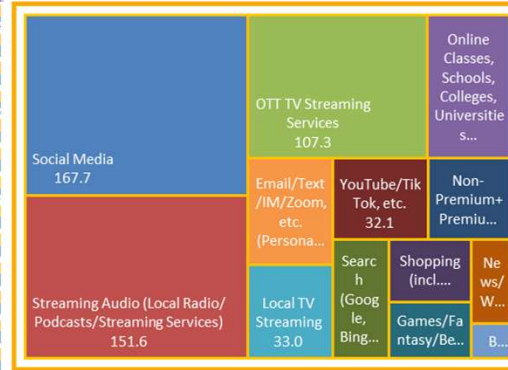 Social Media
167.7
Streaming Audio (Local Radio/
Podcasts/Streaming Services)
151.6
OTT TV Streaming
Services
107.3
Online
Classes,
Schools,
Colleges,
Universitie
s...
Email/Text
/IM/Zoom,
etc.
(Persona...
YouTube/Tik
Tok, etc.
32.1
Non-
Premium+
Premiu...
Local TV
Streaming
33.0
Searc
h
(Goog
le,
Bing...
Shopping
(incl....
Games/Fa
ntasy/Be...
Ne
ws/
W...
B...